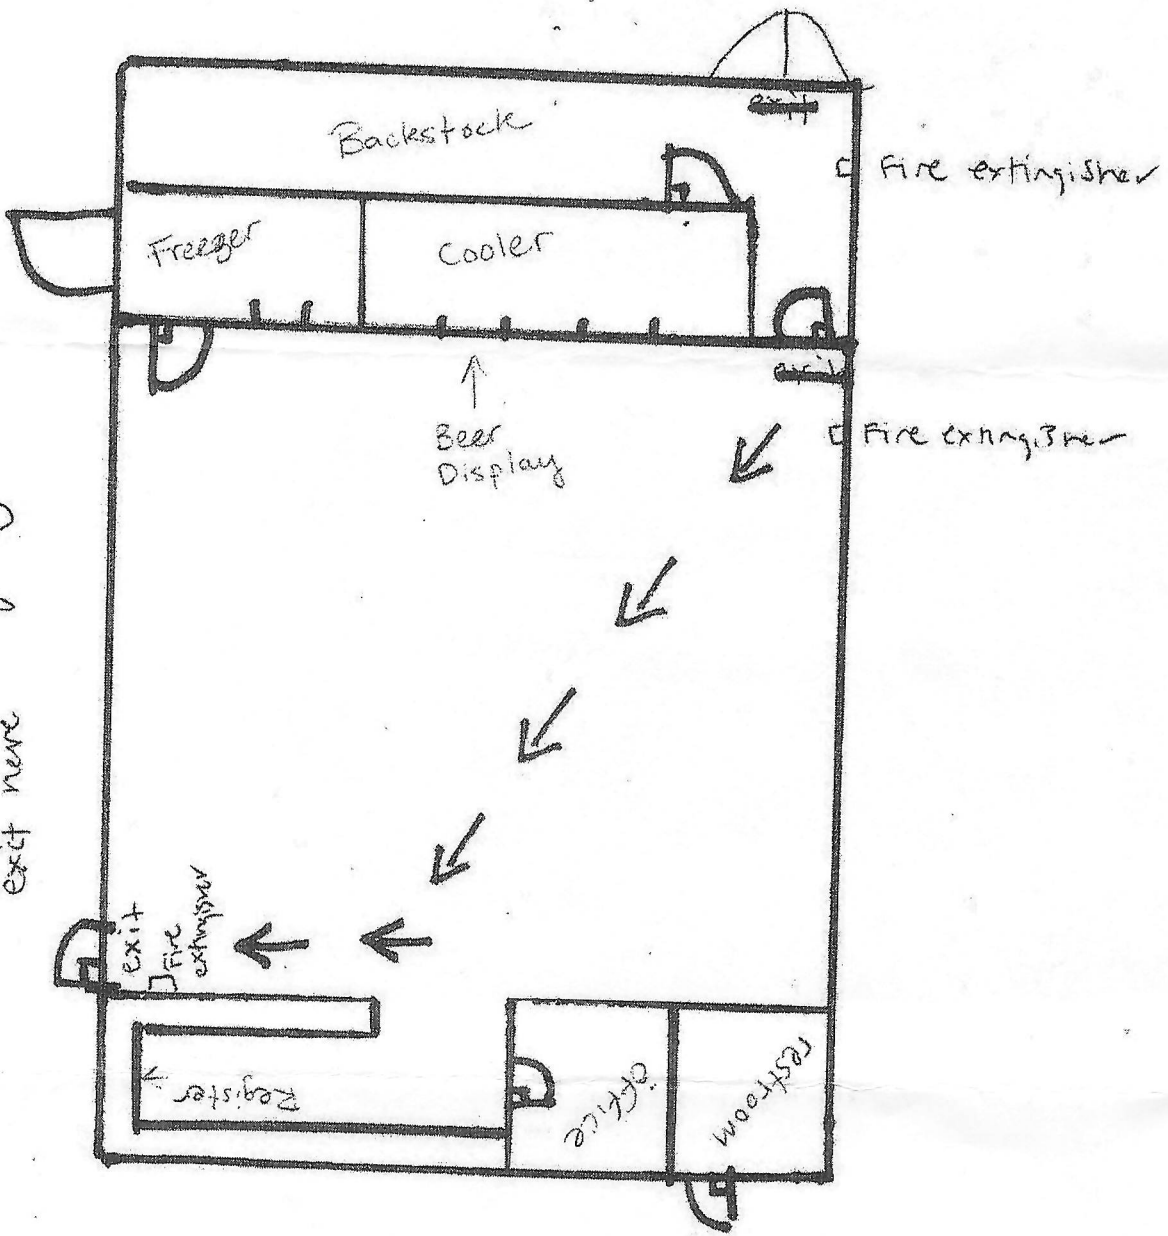 exit
Backstock
Fire extingisher
Freezer
Cooler
exit
Beer
Display
Fire extingisher
exit here
exit
Fire
extingisher
Register
office
restroom